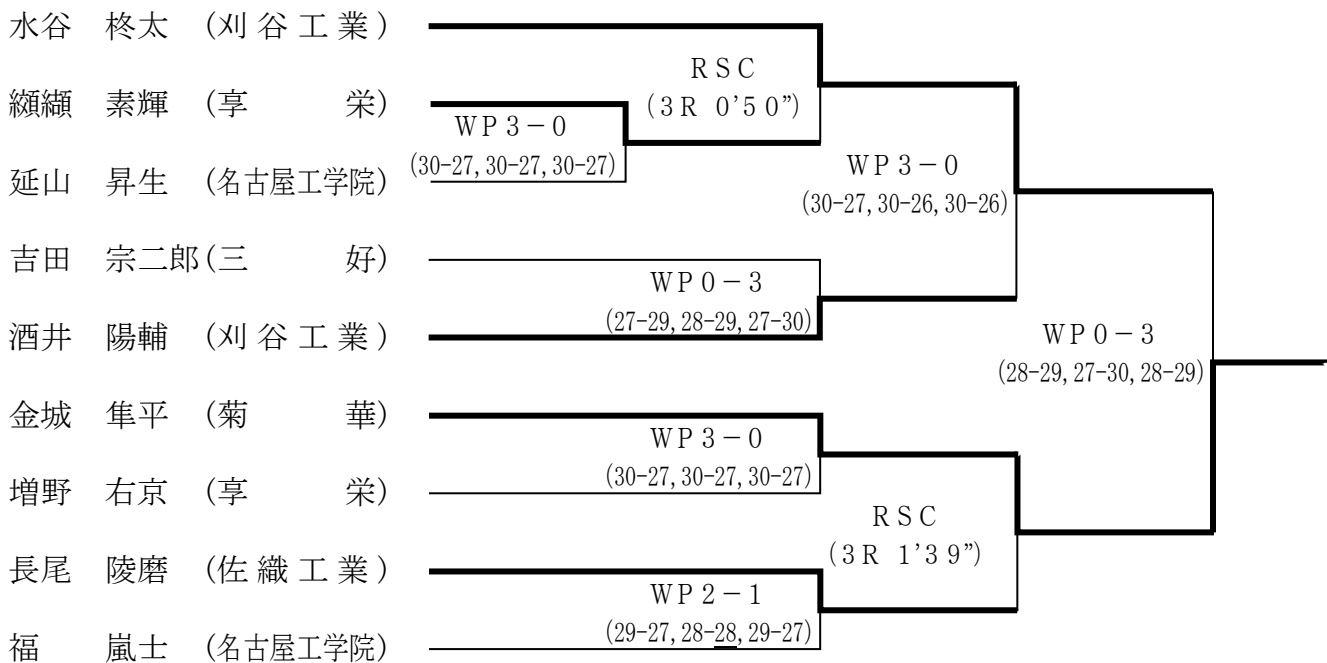 水谷 柊太 (刈谷工業)
RSC
(3R 0'50")
纐纈 素輝 (享 栄)
WP3-0
(30-27, 30-27, 30-27)
延山 昇生 (名古屋工学院)
WP3-0
(30-27, 30-26, 30-26)
吉田 宗二郎 (三 好)
WP0-3
(27-29, 28-29, 27-30)
酒井 陽輔 (刈谷工業)
WP0-3
(28-29, 27-30, 28-29)
金城 隼平 (菊 華)
WP3-0
(30-27, 30-27, 30-27)
増野 右京 (享 栄)
RSC
(3R 1'39")
長尾 陵磨 (佐織工業)
WP2-1
(29-27, 28-28, 29-27)
福 嵐士 (名古屋工学院)